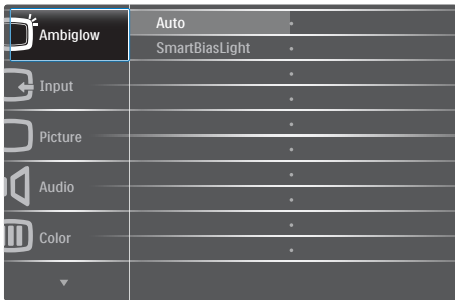 Ambiglow
Auto
SmartBiasLight
Input
Picture
Audio
Color